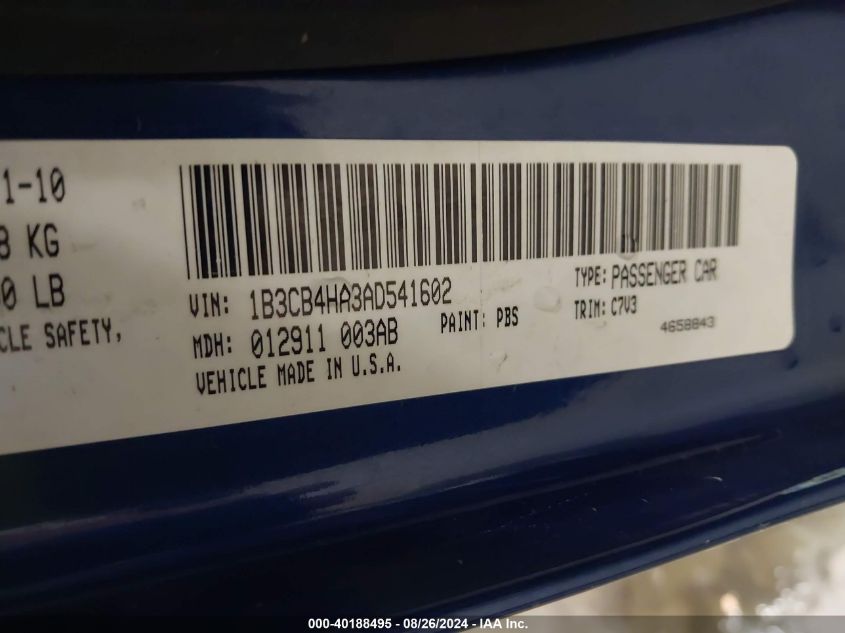 1-10
8 KG
0 LB
CLE SAFETY,
VIN: 1B3CB4HA3AD541602
TYPE: PASSENGER CAR
MDH: 012911 003AB
PAINT: PBS
TRIM: C7V3
VEHICLE MADE IN U.S.A.
4658843
000-40188495 - 08/26/2024 - IAA Inc.